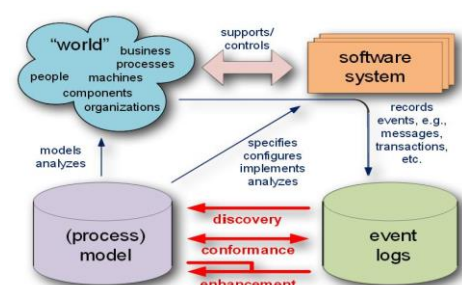 "world"
business
processes
people
machines
components
organizations
supports/
controls
software
system
records
events, e.g.,
messages,
transactions,
etc.
models
analyzes
specifies
configures
implements
analyzes
(process)
model
discovery
conformance
enhancement
event
logs